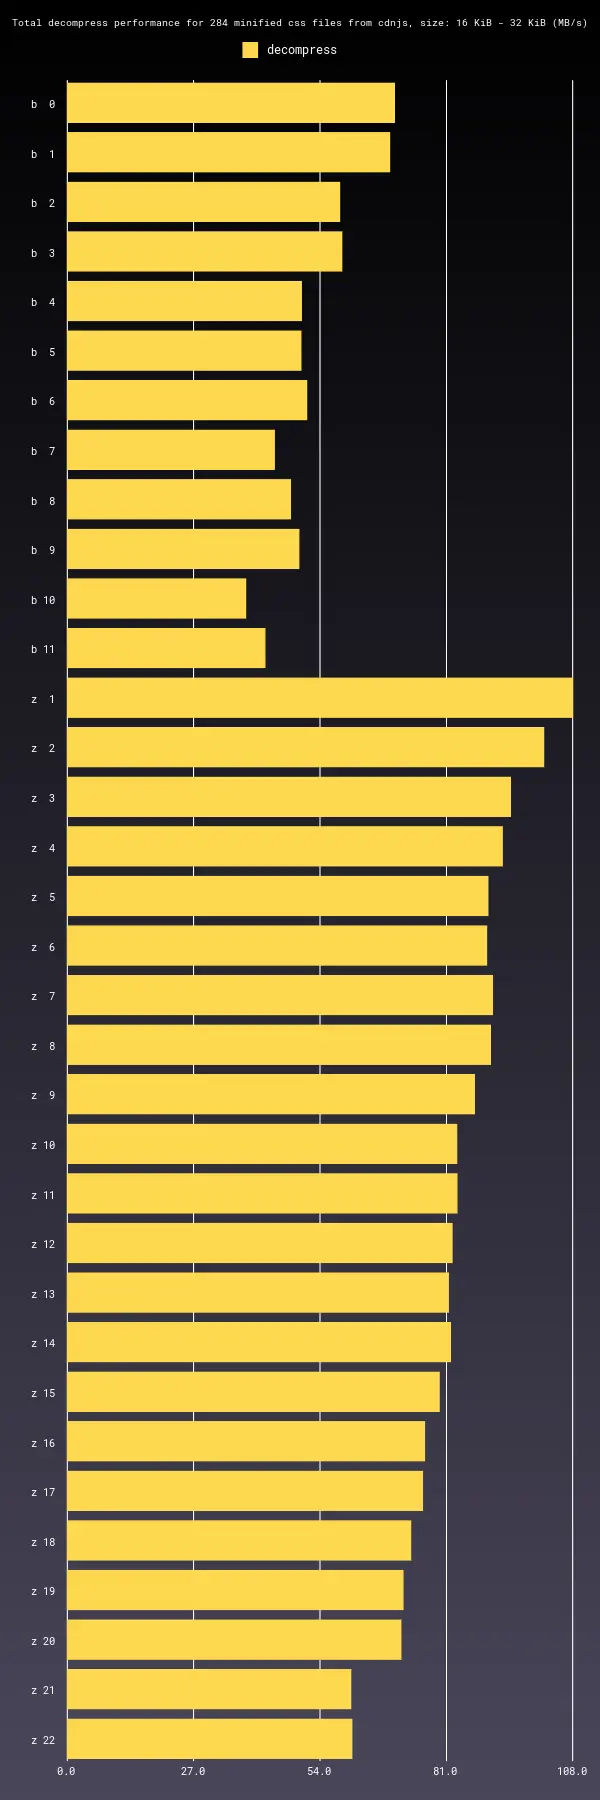 Total decompress performance for 284 minified css files from cdnjs, size: 16 KiB - 32 KiB (MB/s)
decompress
b 0
b 1
b 2
b 3
b 4
b 5
b 6
b 7
b 8
b 9
b 10
b 11
z 1
z 2
z 3
z 4
z 5
z 6
z 7
z 8
z 9
z 10
z 11
z 12
z 13
z 14
z 15
z 16
z 17
z 18
z 19
z 20
z 21
z 22
0.0 27.0 54.0 81.0 108.0